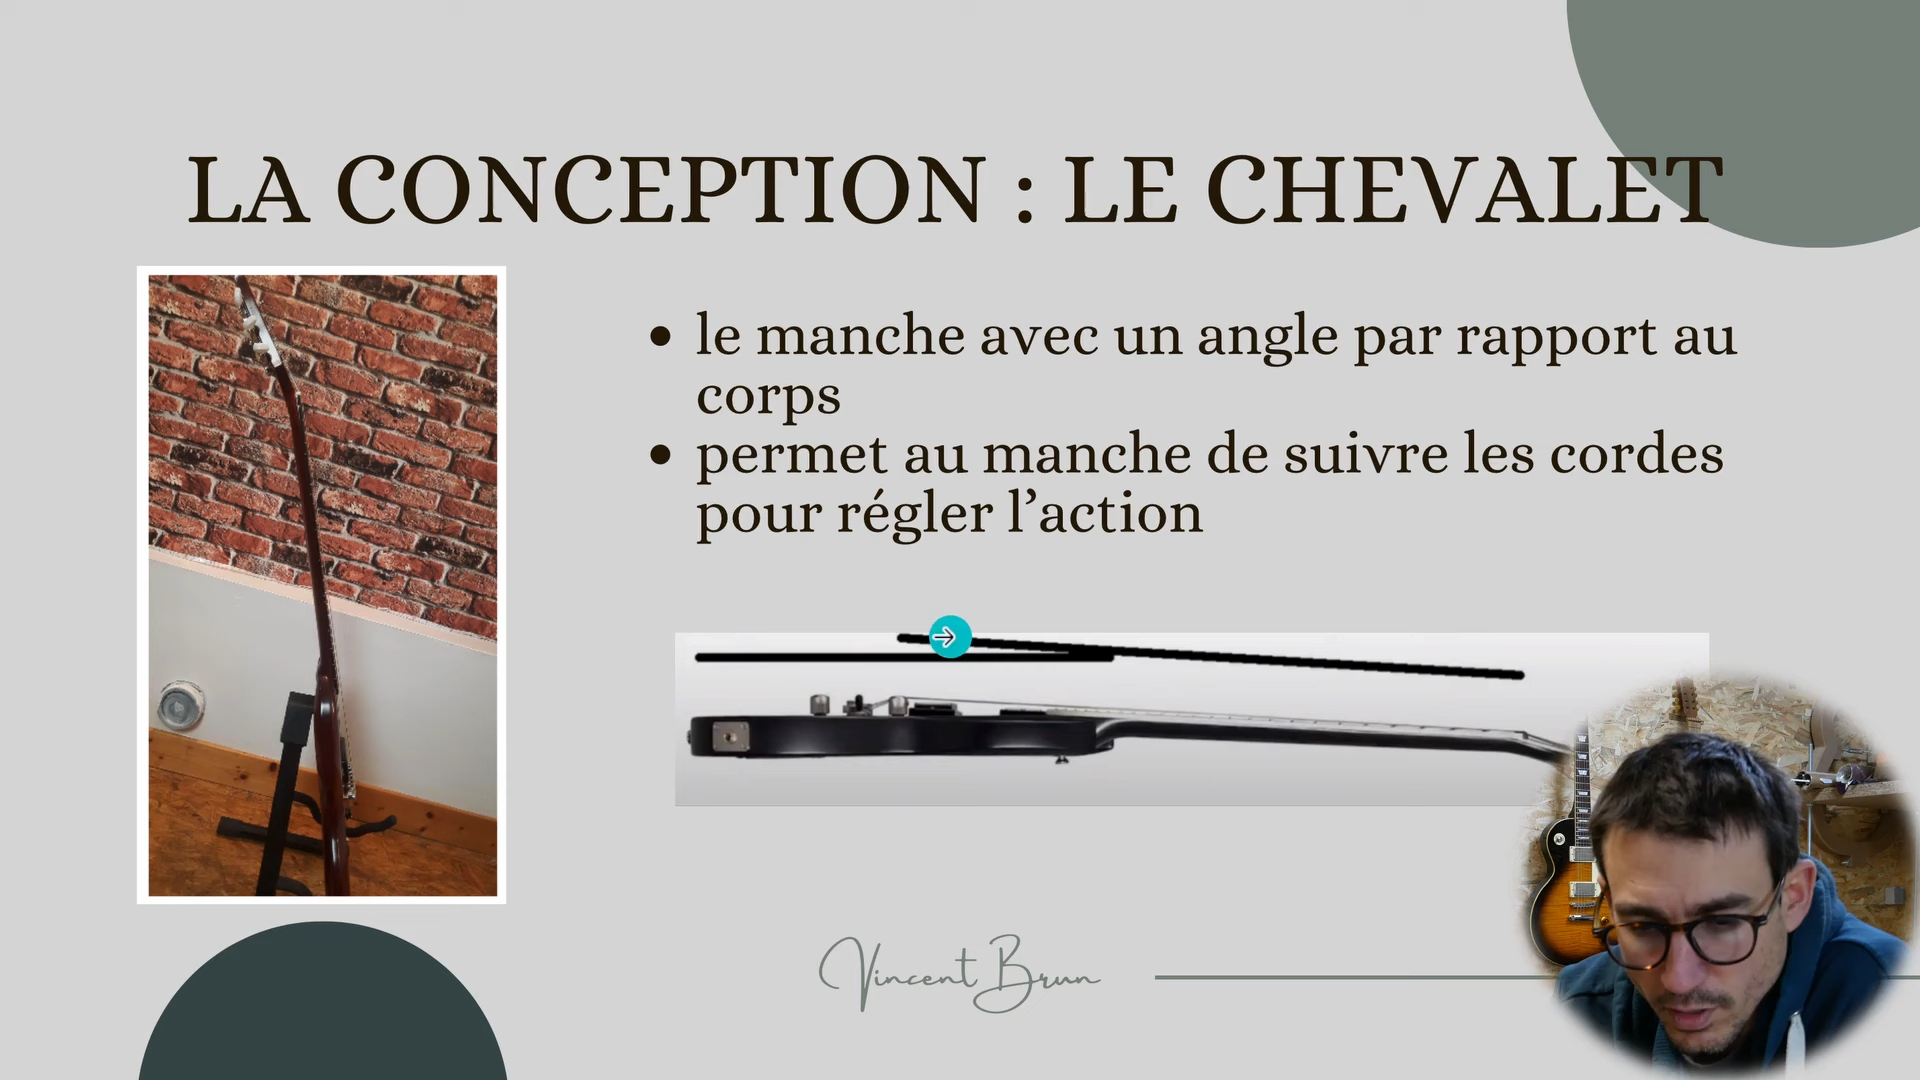 LA CONCEPTION : LE CHEVALET
• le manche avec un angle par rapport au
corps
• permet au manche de suivre les cordes
pour régler l’action
Vincent Brun